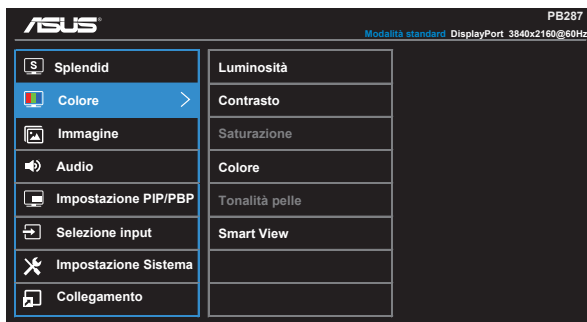 ASUS
PB287
Modalità standard DisplayPort 3840x2160@60Hz
S Splendid
Colore
Immagine
Audio
Impostazione PIP/PBP
Selezione input
Impostazione Sistema
Collegamento
Luminosità
Contrasto
Saturazione
Colore
Tonalità pelle
Smart View